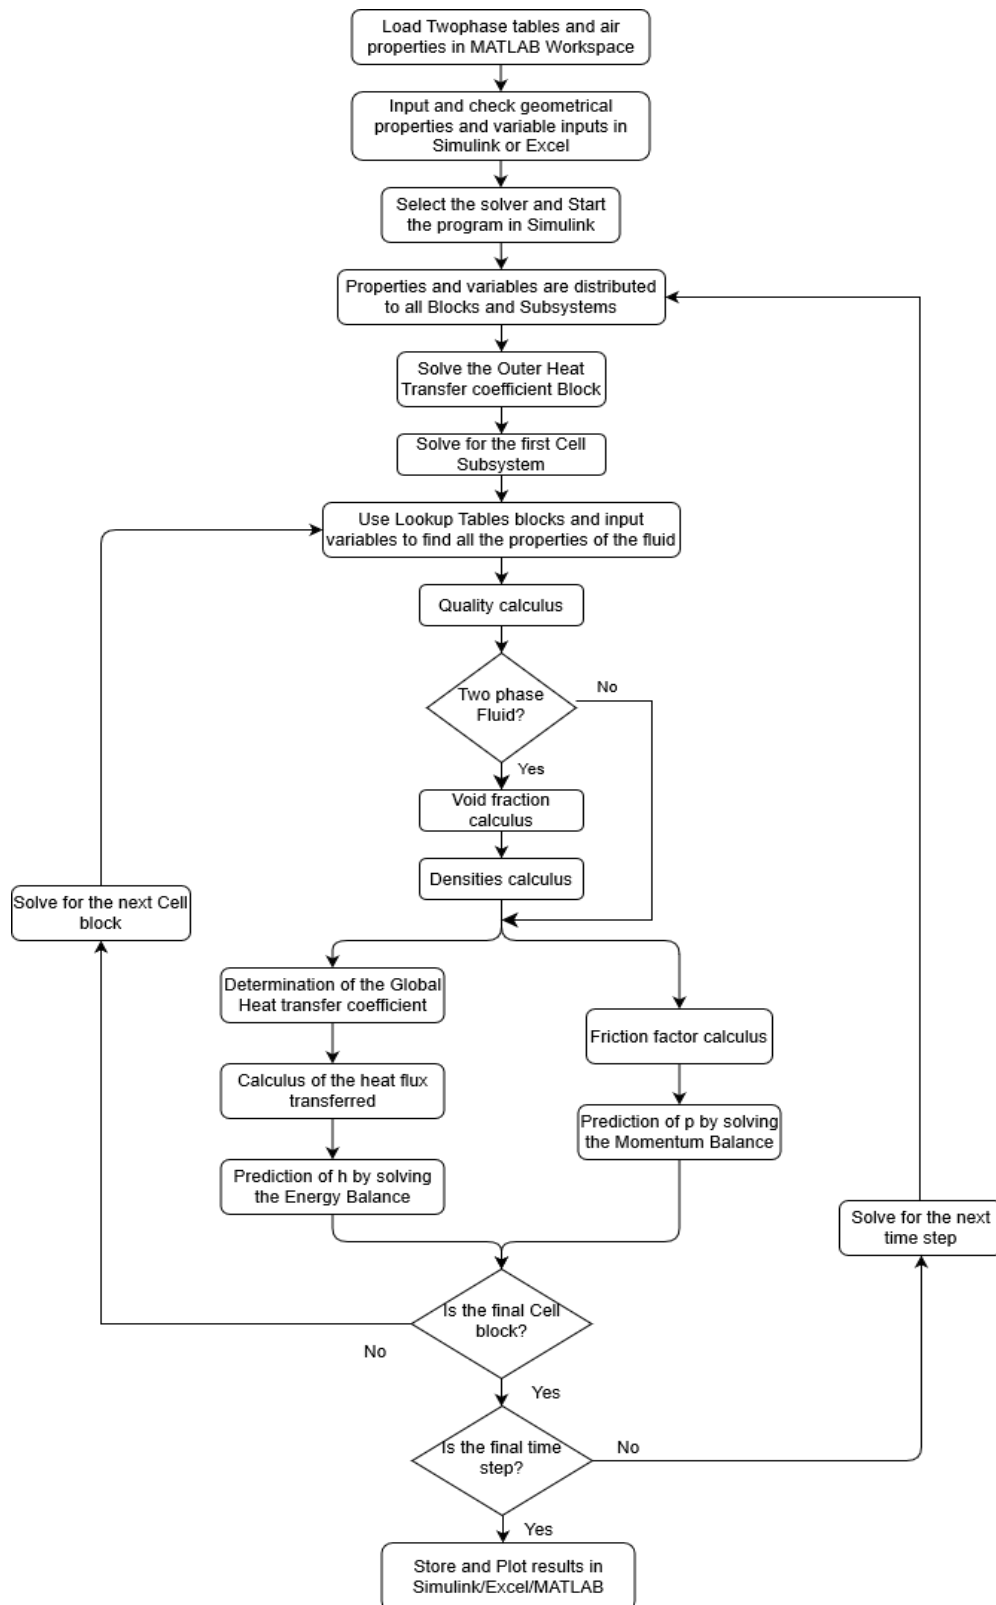 Load Twophase tables and air
properties in MATLAB Workspace
Input and check geometrical
properties and variable inputs in
Simulink or Excel
Select the solver and Start
the program in Simulink
Properties and variables are distributed
to all Blocks and Subsystems
Solve the Outer Heat
Transfer coefficient Block
Solve for the first Cell
Subsystem
Use Lookup Tables blocks and input
variables to find all the properties of the fluid
Quality calculus
Two phase
Fluid?
No
Yes
Void fraction
calculus
Densities calculus
Solve for the next Cell
block
Determination of the Global
Heat transfer coefficient
Calculus of the heat flux
transferred
Prediction of h by solving
the Energy Balance
Friction factor calculus
Prediction of p by solving
the Momentum Balance
Solve for the next
time step
Is the final Cell
block?
No
Yes
Is the final time
step?
No
Yes
Store and Plot results in
Simulink/Excel/MATLAB